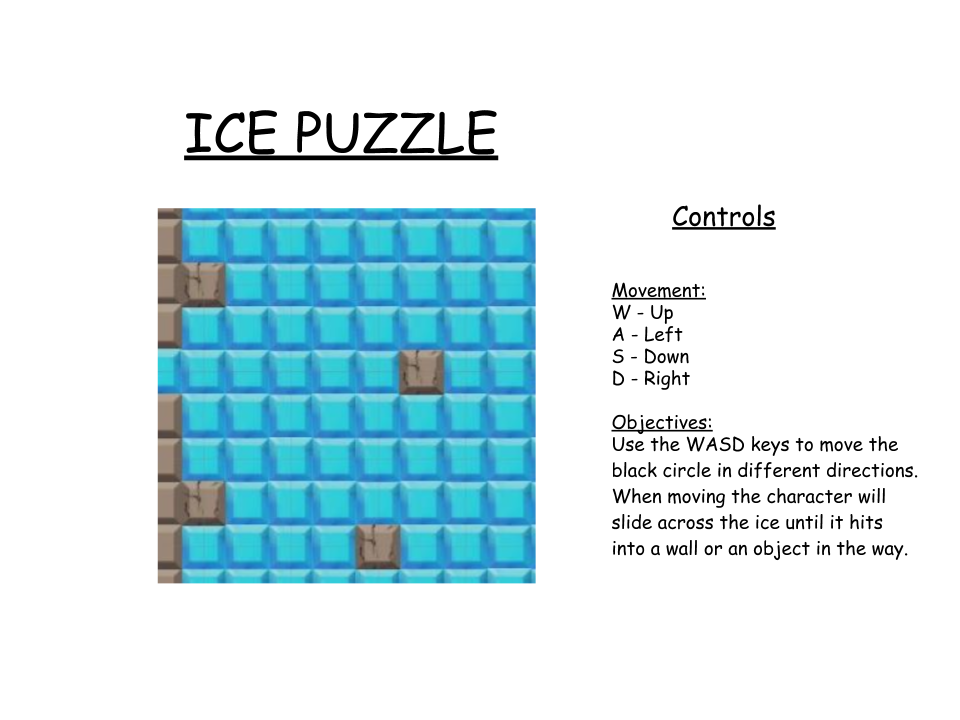 ICE PUZZLE
Controls
Movement:
W - Up
A - Left
S - Down
D - Right
Objectives:
Use the WASD keys to move the
black circle in different directions.
When moving the character will
slide across the ice until it hits
into a wall or an object in the way.